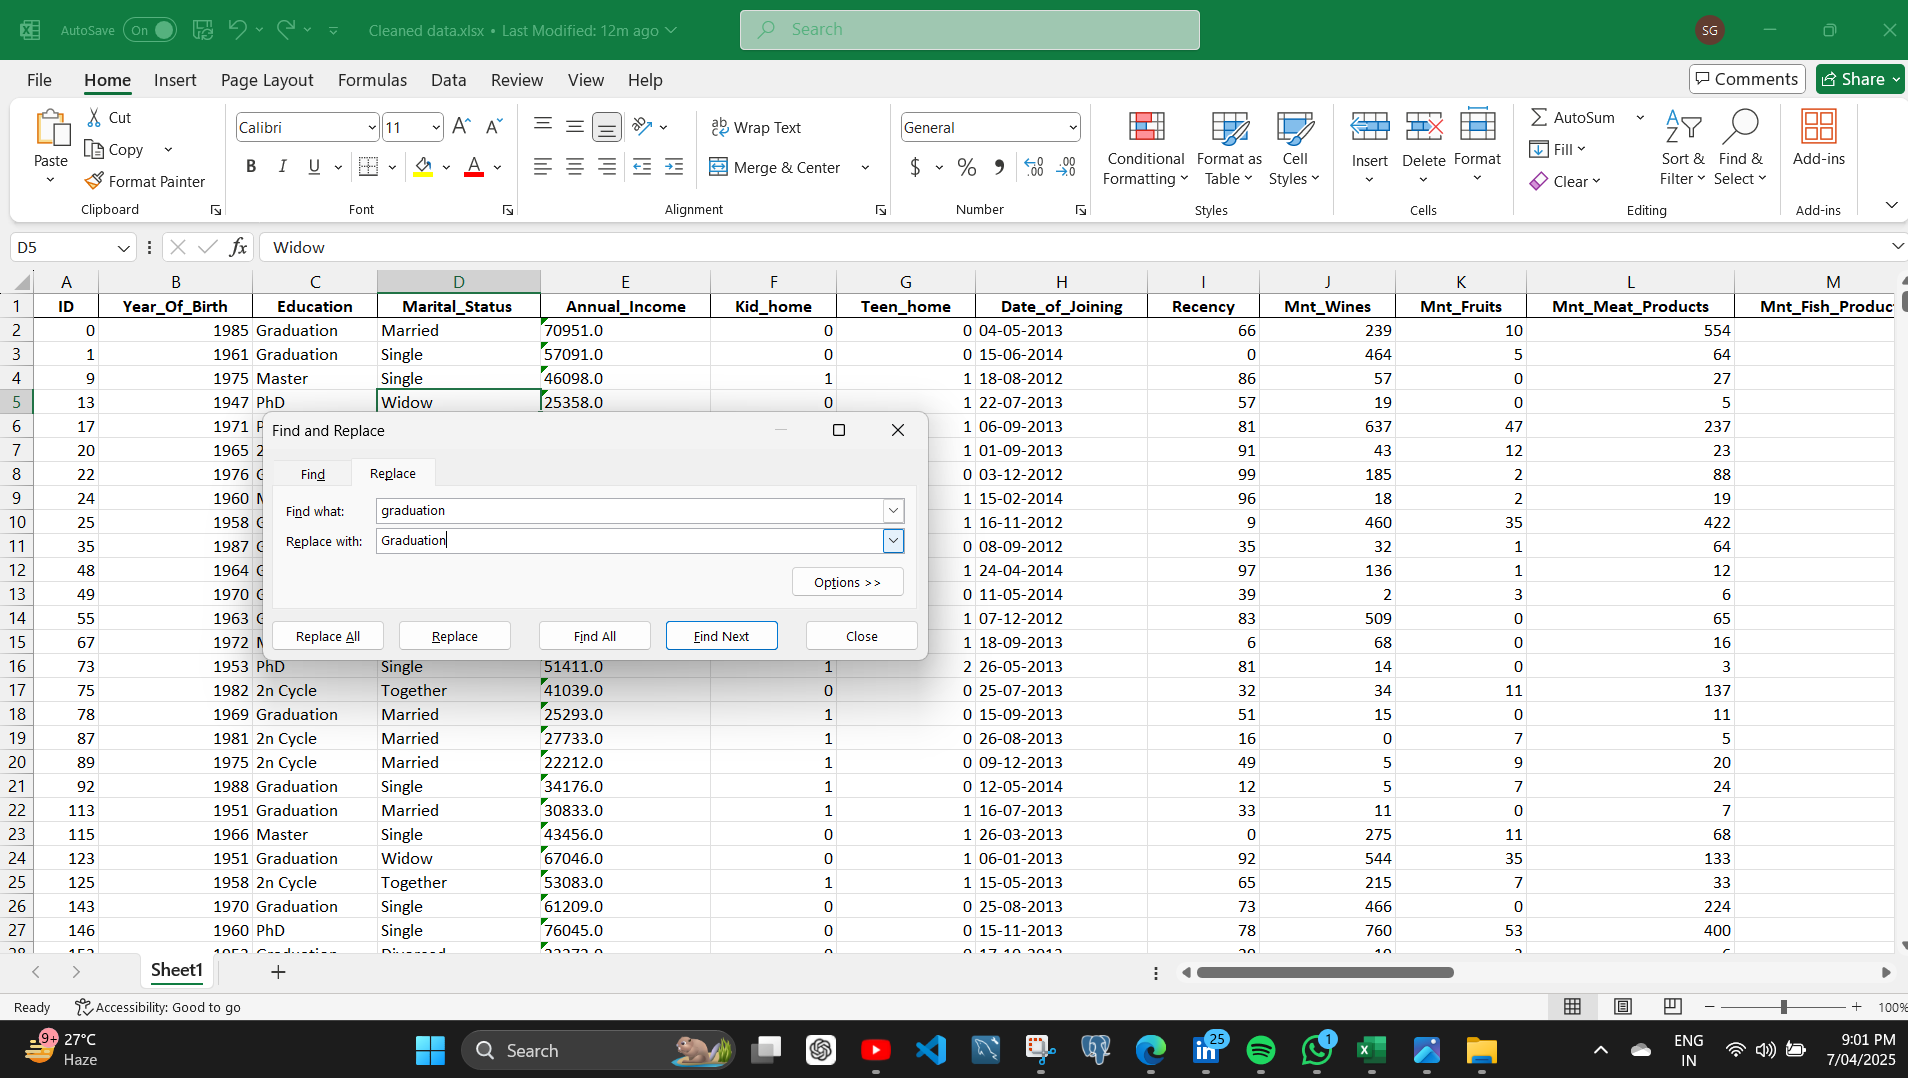 AutoSave On Cleaned data.xlsx • Last Modified: 12m ago Search SG
File Home Insert Page Layout Formulas Data Review View Help Comments Share
Paste Cut Copy Format Painter Clipboard
Calibri 11 B I U A Font
ab Wrap Text Merge & Center Alignment
General $ % Number
Conditional Formatting Format as Table Cell Styles Styles
Insert Delete Format Cells
AutoSum Fill Clear Sort & Filter Find & Select Editing
Add-ins Add-ins
D5 fx Widow
A B C D E F G H I J K L M
1 ID Year_Of_Birth Education Marital_Status Annual_Income Kid_home Teen_home Date_of_Joining Recency Mnt_Wines Mnt_Fruits Mnt_Meat_Products Mnt_Fish_Produc
2 0 1985 Graduation Married 70951.0 0 0 04-05-2013 66 239 10 554
3 1 1961 Graduation Single 57091.0 0 0 15-06-2014 0 464 5 64
4 9 1975 Master Single 46098.0 1 1 18-08-2012 86 57 0 27
5 13 1947 PhD Widow 25358.0 0 1 22-07-2013 57 19 0 5
6 17 1971 1 06-09-2013 81 637 47 237
7 20 1965 2 1 01-09-2013 91 43 12 23
8 22 1976 0 03-12-2012 99 185 2 88
9 24 1960 1 15-02-2014 96 18 2 19
10 25 1958 1 16-11-2012 9 460 35 422
11 35 1987 0 08-09-2012 35 32 1 64
12 48 1964 1 24-04-2014 97 136 1 12
13 49 1970 0 11-05-2014 39 2 3 6
14 55 1963 1 07-12-2012 83 509 0 65
15 67 1972 1 18-09-2013 6 68 0 16
16 73 1953 PhD Single 51411.0 1 2 26-05-2013 81 14 0 3
17 75 1982 2n Cycle Together 41039.0 0 0 25-07-2013 32 34 11 137
18 78 1969 Graduation Married 25293.0 1 0 15-09-2013 51 15 0 11
19 87 1981 2n Cycle Married 27733.0 1 0 26-08-2013 16 0 7 5
20 89 1975 2n Cycle Married 22212.0 1 0 09-12-2013 49 5 9 20
21 92 1988 Graduation Single 34176.0 1 0 12-05-2014 12 5 7 24
22 113 1951 Graduation Married 30833.0 1 1 16-07-2013 33 11 0 7
23 115 1966 Master Single 43456.0 0 1 26-03-2013 0 275 11 68
24 123 1951 Graduation Widow 67046.0 0 1 06-01-2013 92 544 35 133
25 125 1958 2n Cycle Together 53083.0 1 1 15-05-2013 65 215 7 33
26 143 1970 Graduation Single 61209.0 0 0 25-08-2013 73 466 0 224
27 146 1960 PhD Single 76045.0 0 0 15-11-2013 78 760 53 400
Find and Replace
Find Replace
Find what: graduation
Replace with: Graduation
Options >>
Replace All Replace Find All Find Next Close
Sheet1
Ready Accessibility: Good to go 100%
9+ 27°C Haze
Search 25 1
ENG IN 9:01 PM 7/04/2025